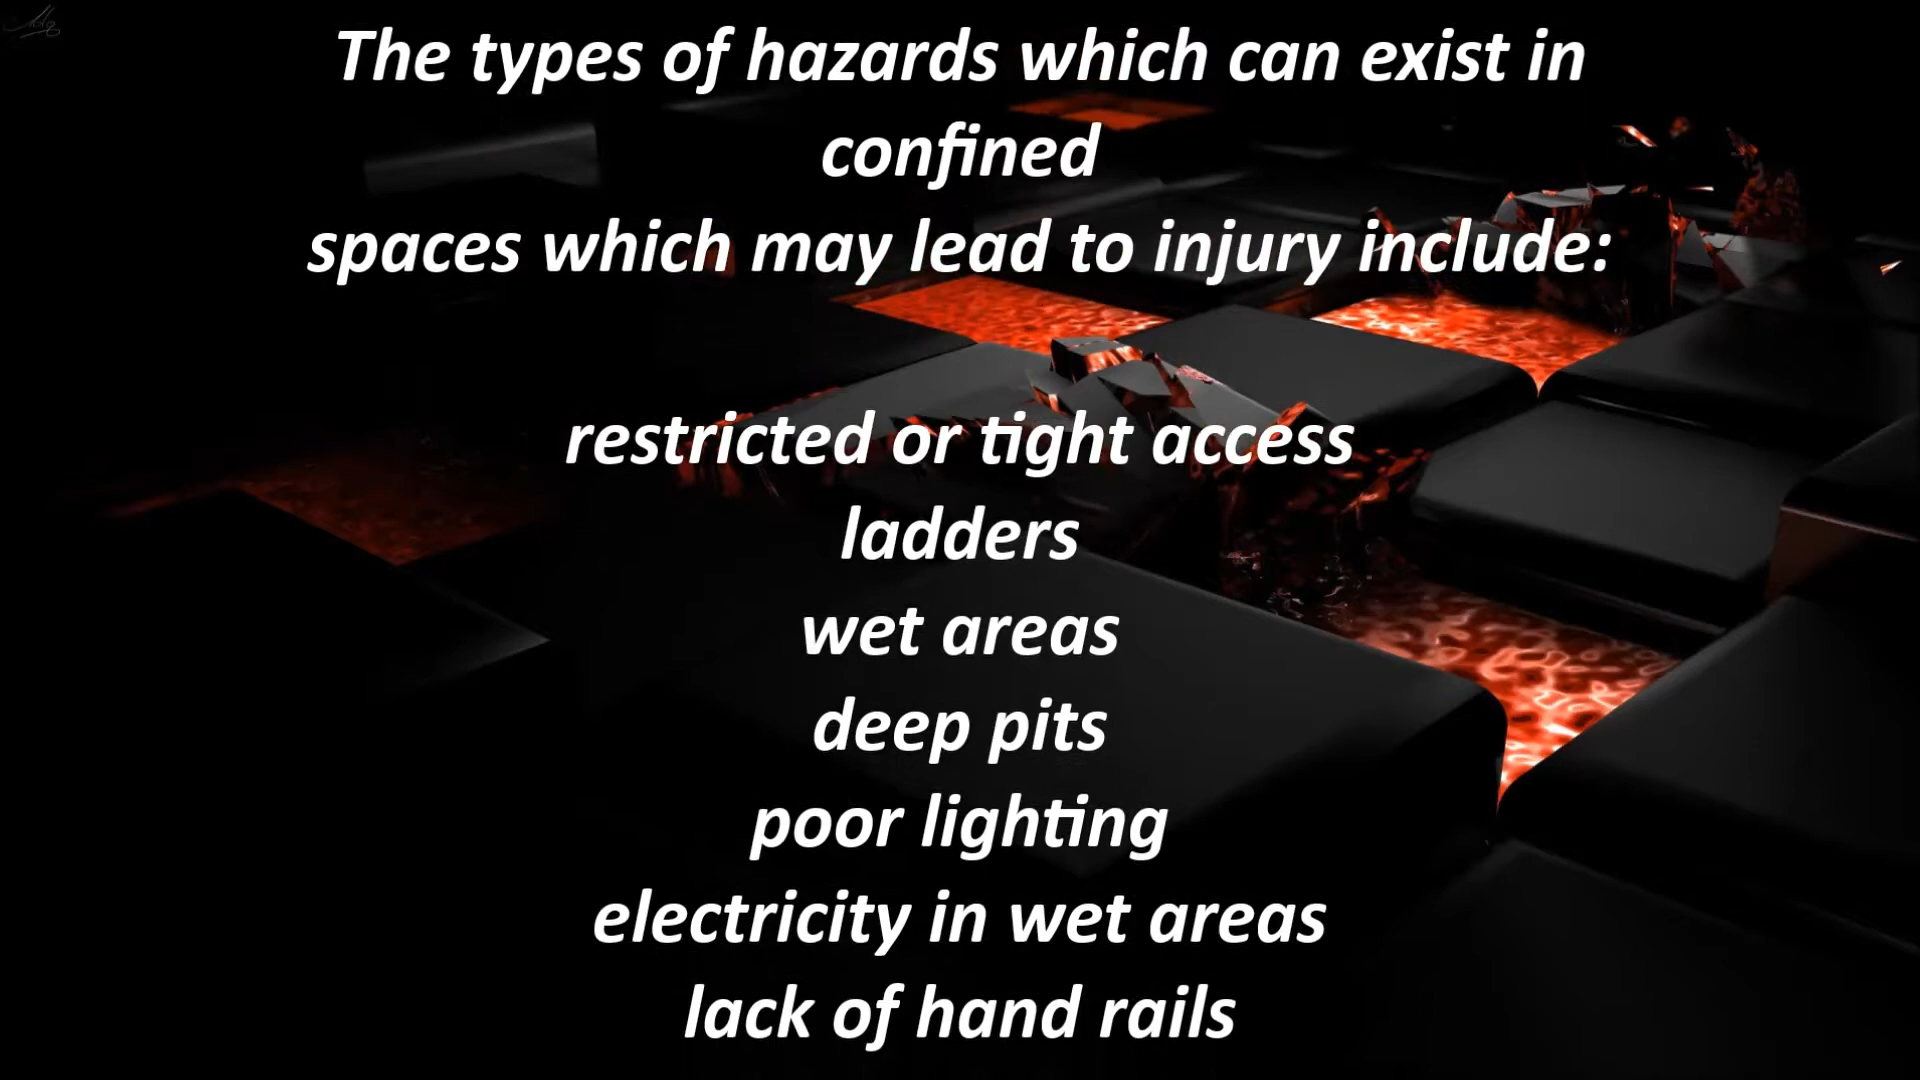 The types of hazards which can exist in
confined
spaces which may lead to injury include:
restricted or tight access
ladders
wet areas
deep pits
poor lighting
electricity in wet areas
lack of hand rails